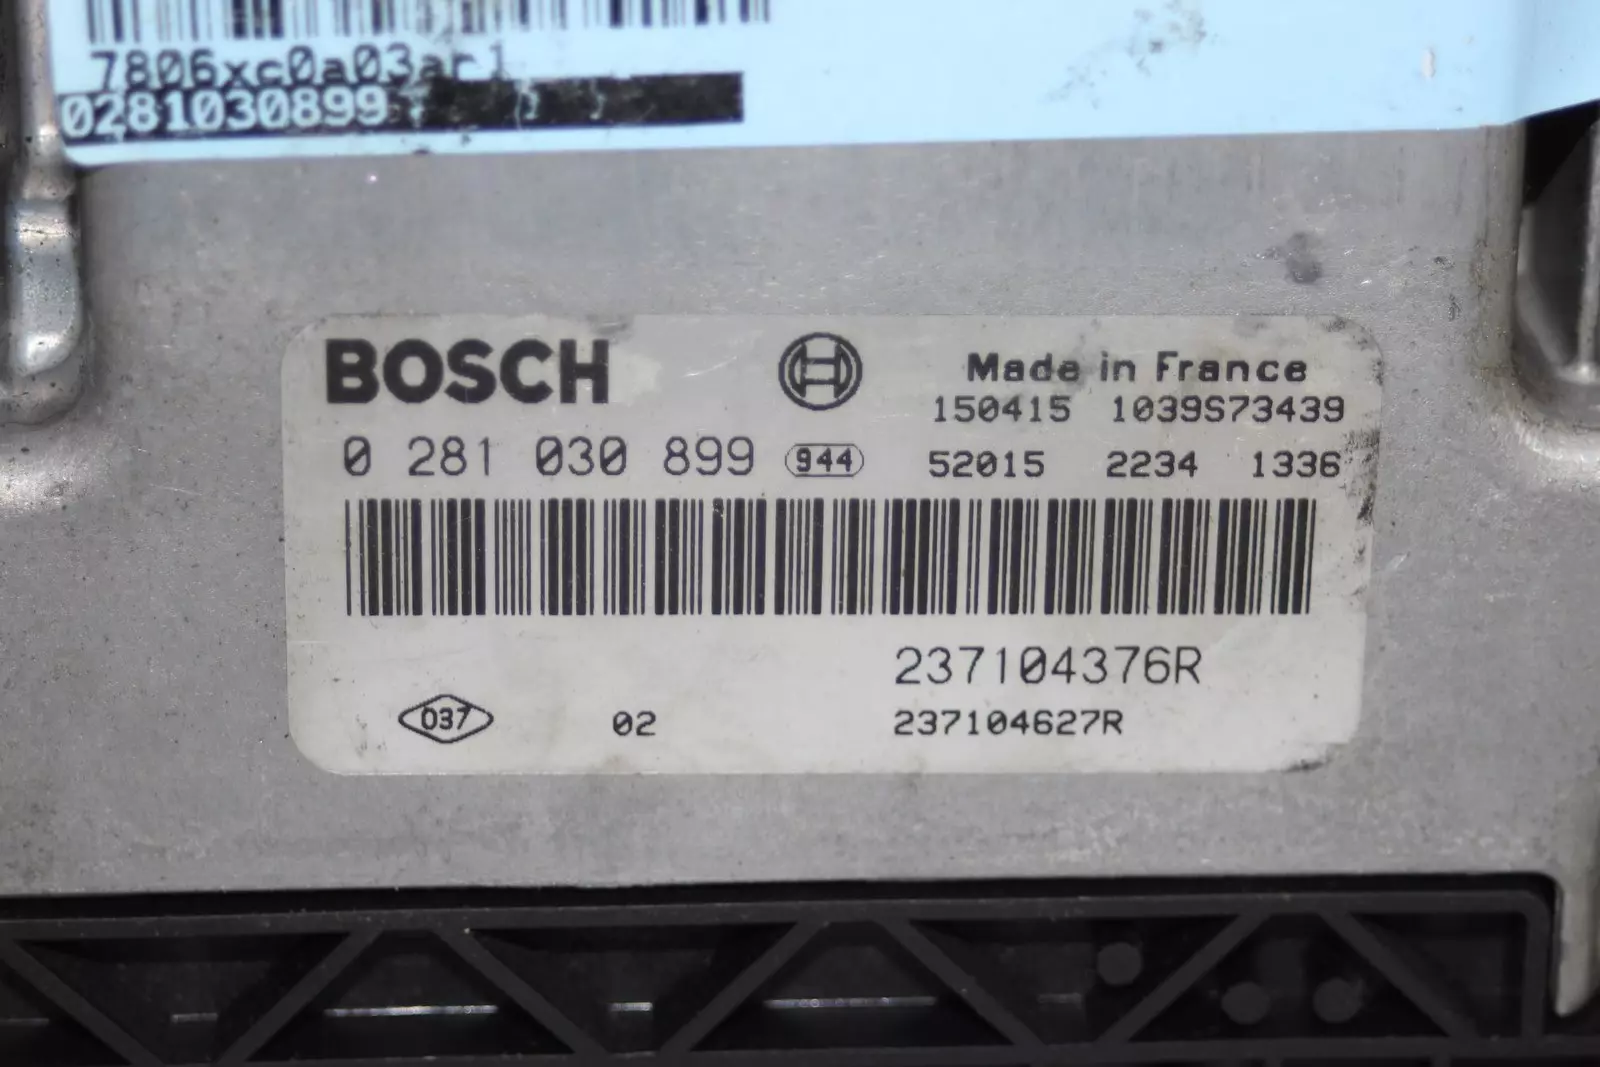 7806xc0a03ar1
0281030899
BOSCH
Made in France
150415 1039S73439
0 281 030 899 944 52015 2234 1336
237104376R
037 02 237104627R